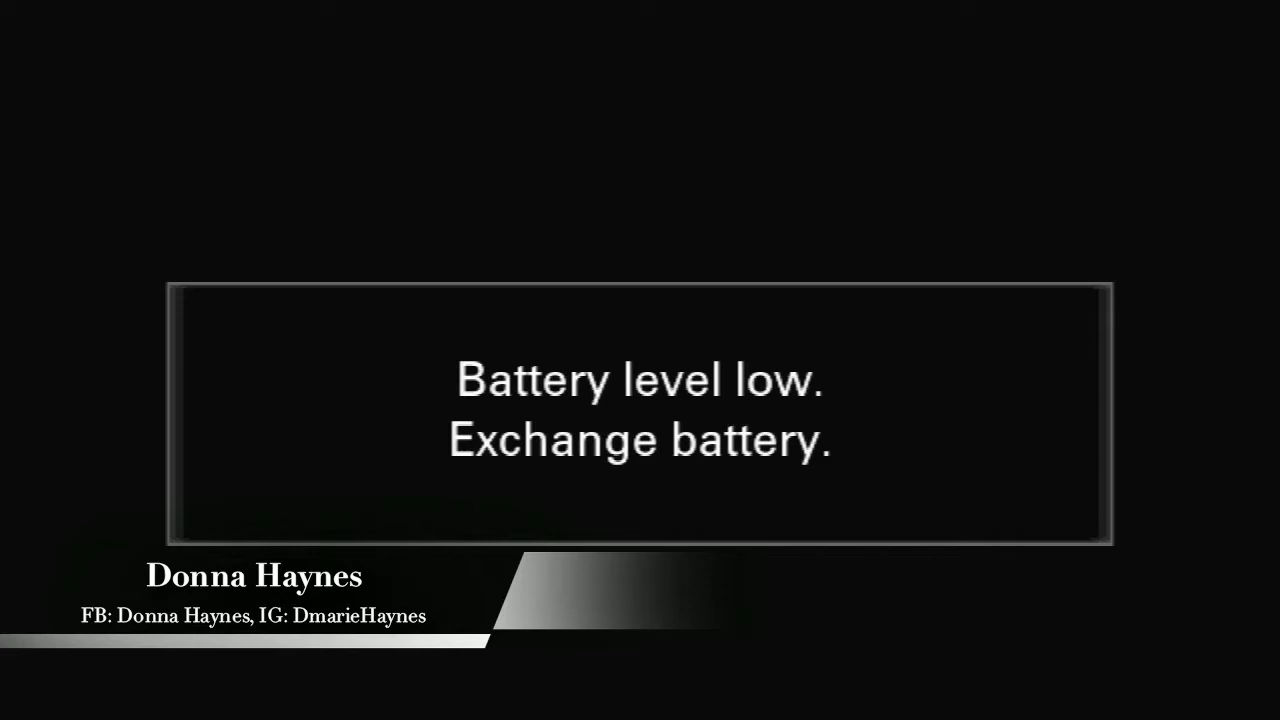 Battery level low.
Exchange battery.
Donna Haynes
FB: Donna Haynes, IG: DmarieHaynes